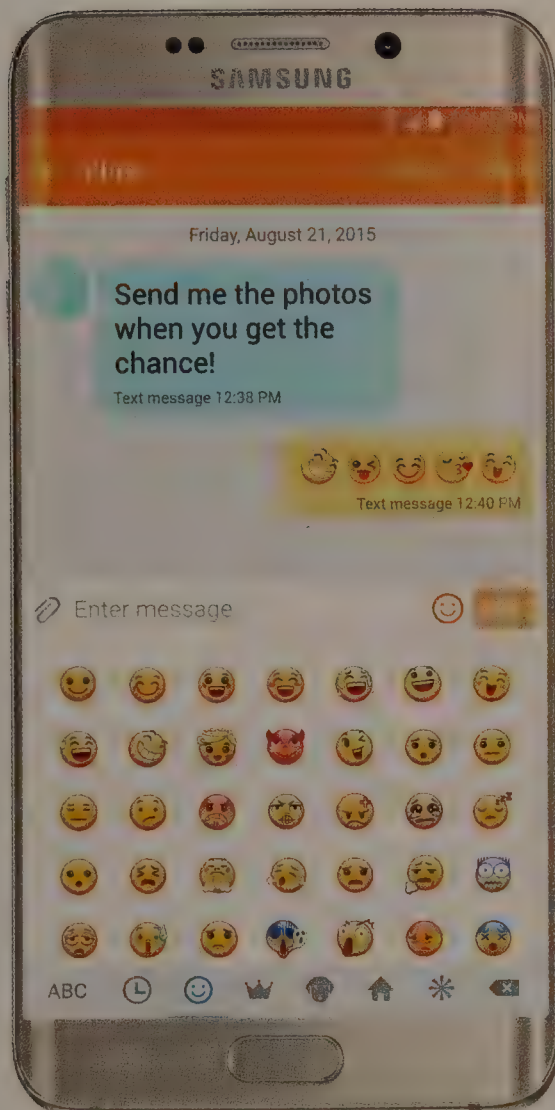 SAMSUNG
Friday, August 21, 2015
Send me the photos
when you get the
chance!
Text message 12:38 PM
Text message 12:40 PM
Enter message
ABC